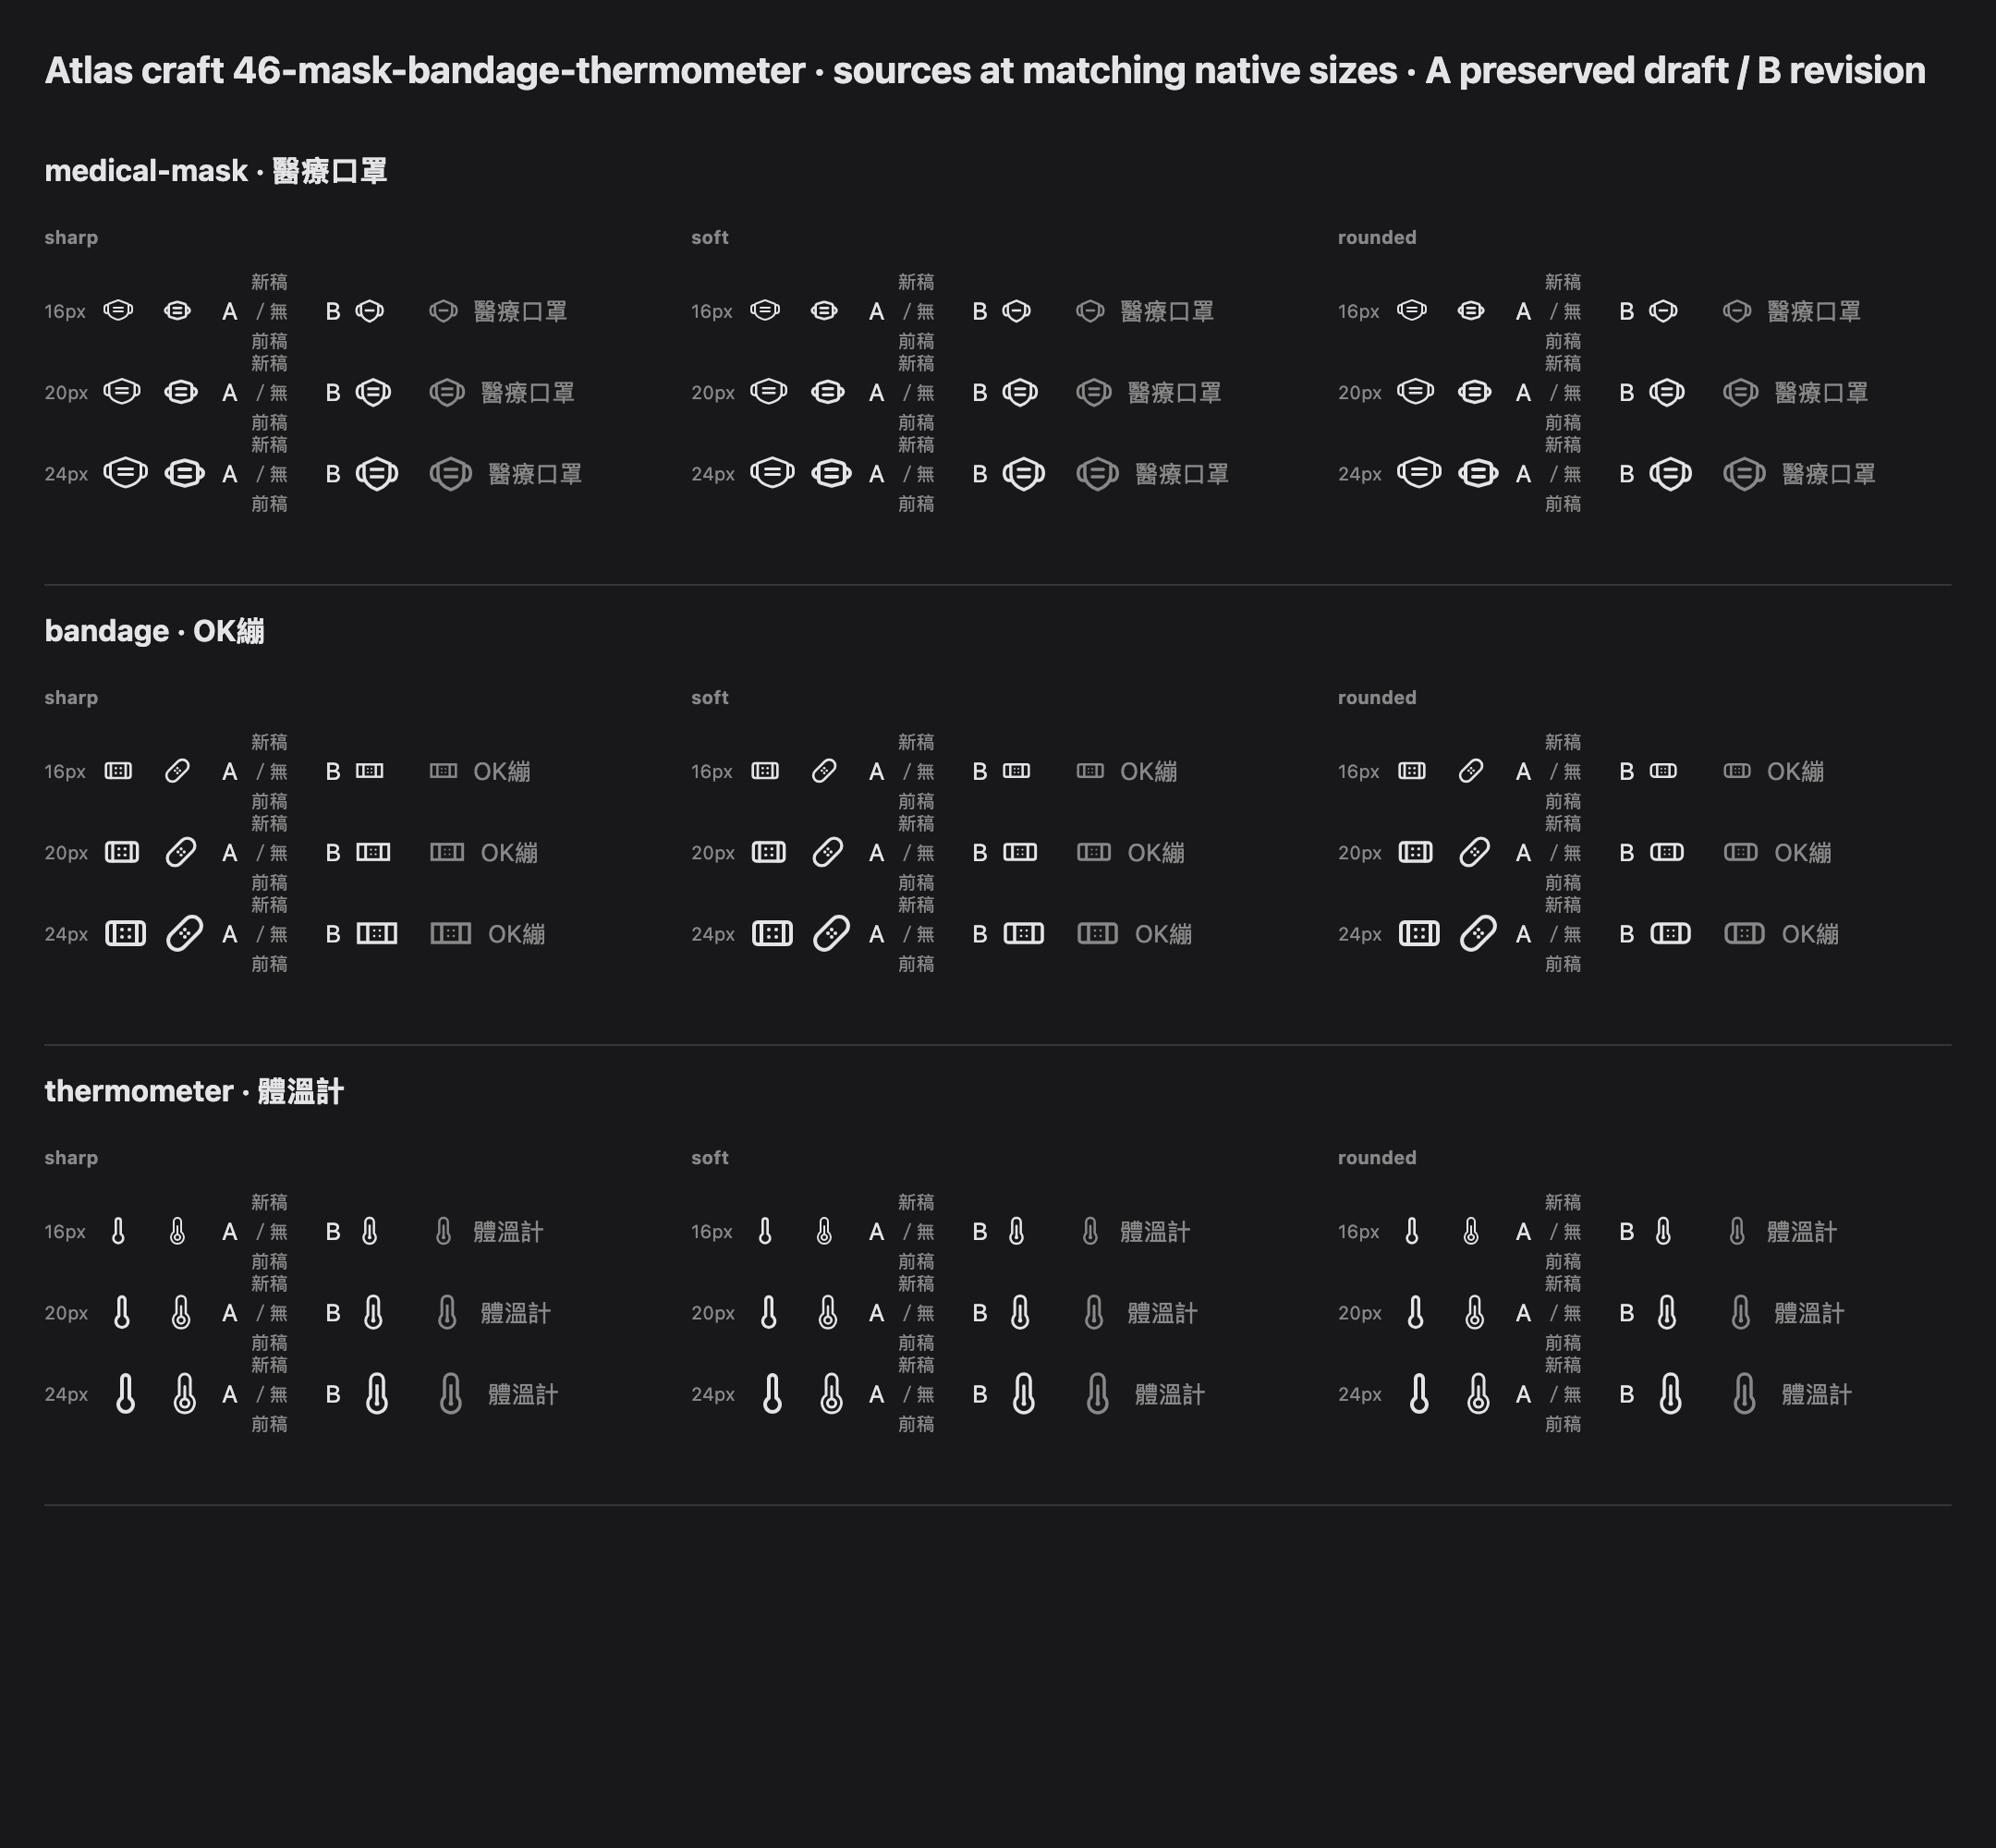 Atlas craft 46-mask-bandage-thermometer · sources at matching native sizes · A preserved draft / B revision
medical-mask · 醫療口罩
sharp
16px A 新稿 / 無前稿 B 醫療口罩
20px A 新稿 / 無前稿 B 醫療口罩
24px A 新稿 / 無前稿 B 醫療口罩
soft
16px A 新稿 / 無前稿 B 醫療口罩
20px A 新稿 / 無前稿 B 醫療口罩
24px A 新稿 / 無前稿 B 醫療口罩
rounded
16px A 新稿 / 無前稿 B 醫療口罩
20px A 新稿 / 無前稿 B 醫療口罩
24px A 新稿 / 無前稿 B 醫療口罩
bandage · OK繃
sharp
16px A 新稿 / 無前稿 B OK繃
20px A 新稿 / 無前稿 B OK繃
24px A 新稿 / 無前稿 B OK繃
soft
16px A 新稿 / 無前稿 B OK繃
20px A 新稿 / 無前稿 B OK繃
24px A 新稿 / 無前稿 B OK繃
rounded
16px A 新稿 / 無前稿 B OK繃
20px A 新稿 / 無前稿 B OK繃
24px A 新稿 / 無前稿 B OK繃
thermometer · 體溫計
sharp
16px A 新稿 / 無前稿 B 體溫計
20px A 新稿 / 無前稿 B 體溫計
24px A 新稿 / 無前稿 B 體溫計
soft
16px A 新稿 / 無前稿 B 體溫計
20px A 新稿 / 無前稿 B 體溫計
24px A 新稿 / 無前稿 B 體溫計
rounded
16px A 新稿 / 無前稿 B 體溫計
20px A 新稿 / 無前稿 B 體溫計
24px A 新稿 / 無前稿 B 體溫計